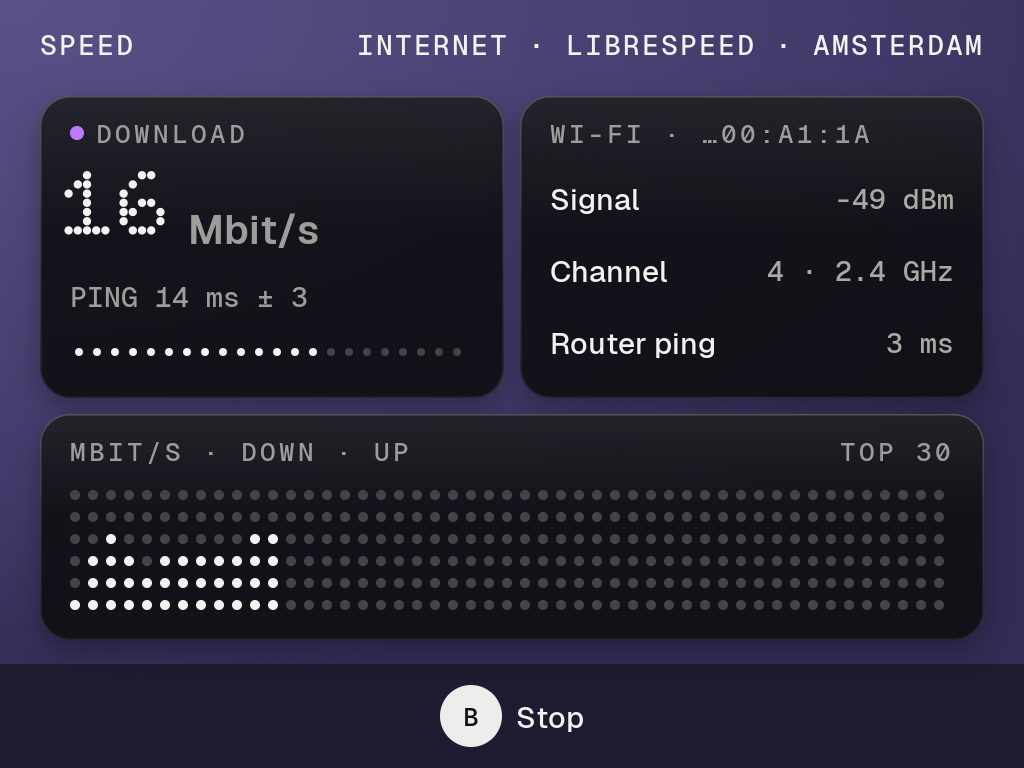 SPEED
INTERNET · LIBRESPEED · AMSTERDAM
DOWNLOAD
16 Mbit/s
PING 14 ms ± 3
WI-FI · …00:A1:1A
Signal -49 dBm
Channel 4 · 2.4 GHz
Router ping 3 ms
MBIT/S · DOWN · UP TOP 30
B Stop